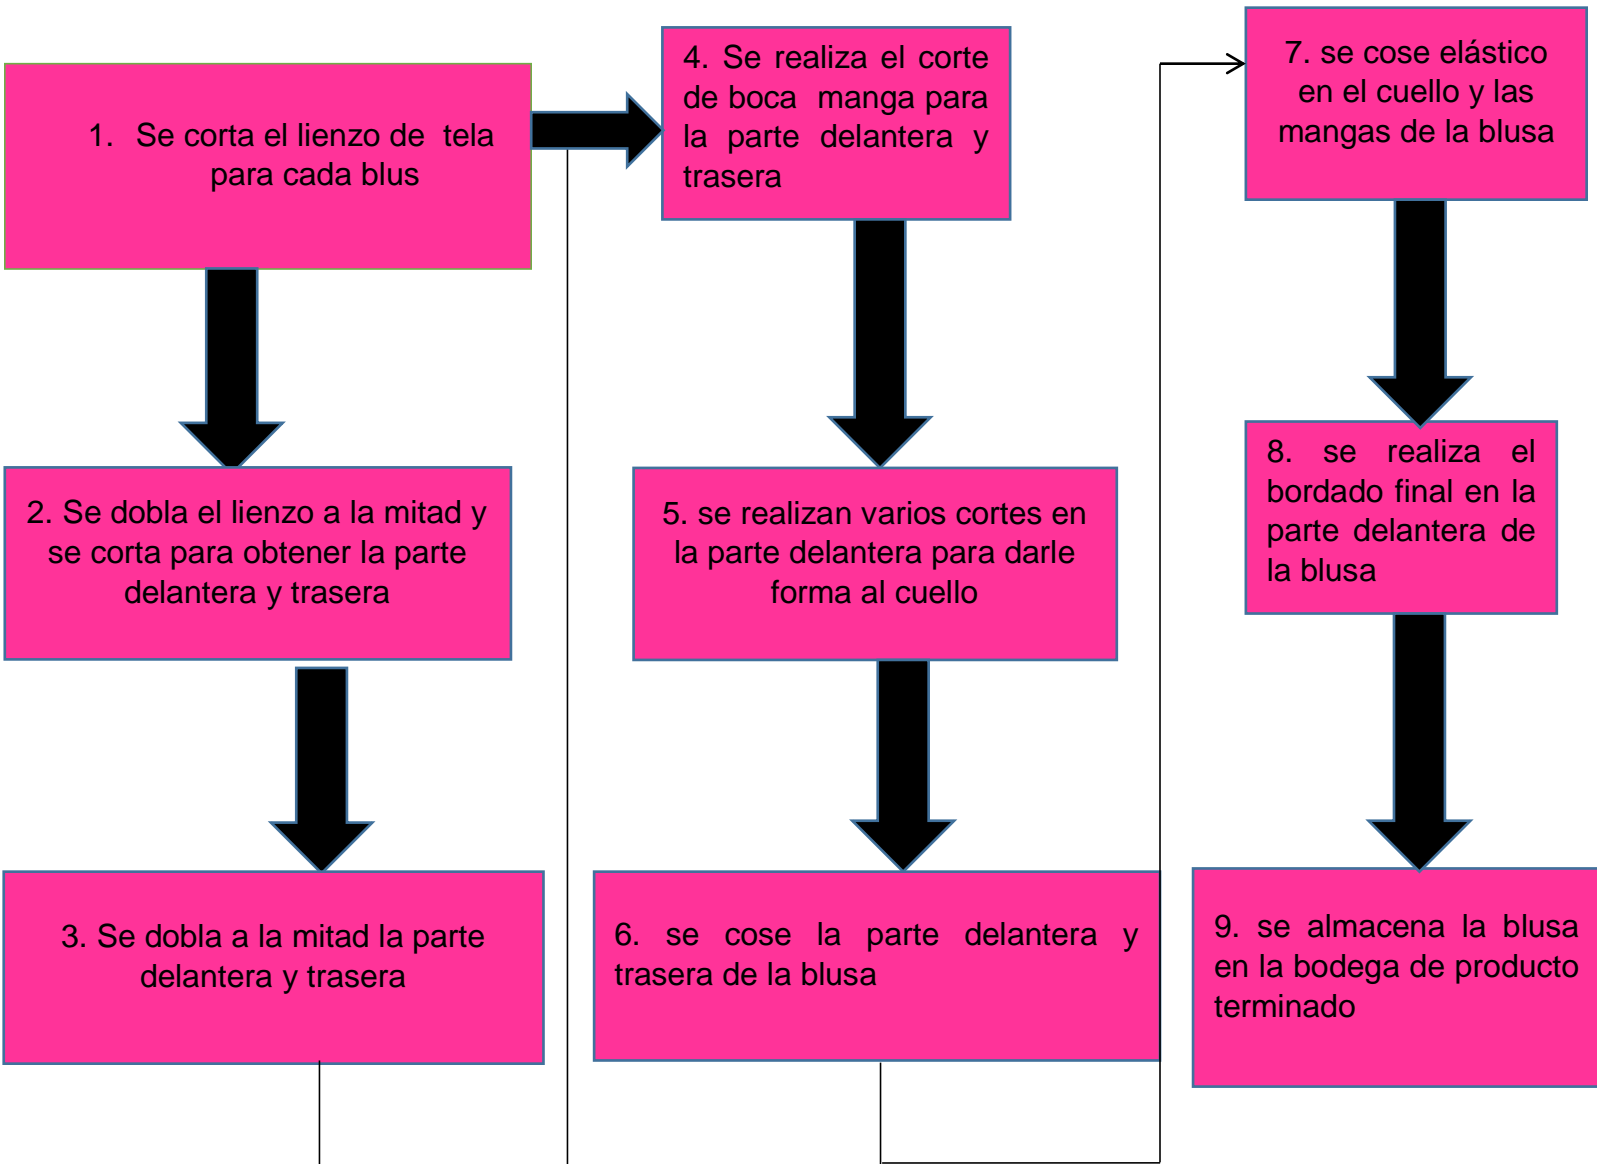 1. Se corta el lienzo de tela
para cada blus
2. Se dobla el lienzo a la mitad y
se corta para obtener la parte
delantera y trasera
3. Se dobla a la mitad la parte
delantera y trasera
4. Se realiza el corte
de boca manga para
la parte delantera y
trasera
5. se realizan varios cortes en
la parte delantera para darle
forma al cuello
6. se cose la parte delantera y
trasera de la blusa
7. se cose elástico
en el cuello y las
mangas de la blusa
8. se realiza el
bordado final en la
parte delantera de
la blusa
9. se almacena la blusa
en la bodega de producto
terminado